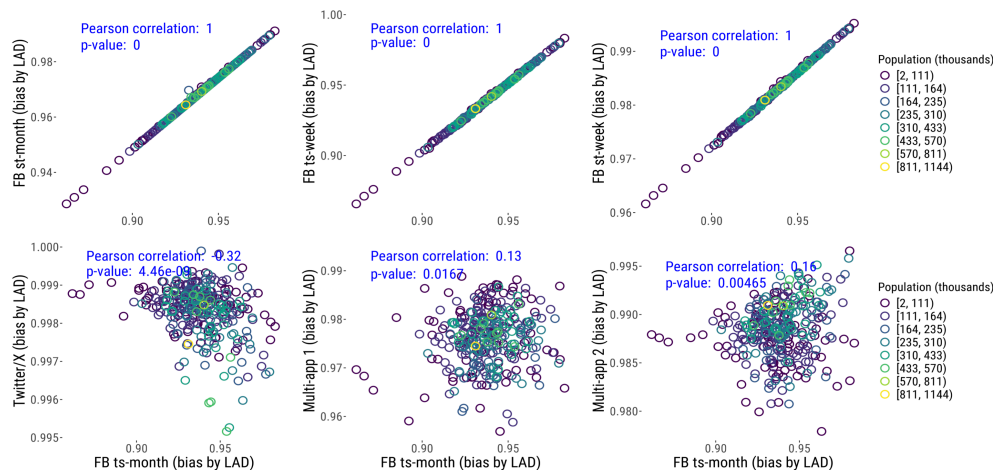 Pearson correlation: 1
p-value: 0
FB st-month (bias by LAD)
0.98
0.96
0.94
0.90
0.95
Pearson correlation: 1
p-value: 0
FB ts-week (bias by LAD)
1.00
0.95
0.90
0.90
0.95
Pearson correlation: 1
p-value: 0
FB st-week (bias by LAD)
0.99
0.98
0.97
0.96
0.90
0.95
Population (thousands)
[2, 111)
[111, 164)
[164, 235)
[235, 310)
[310, 433)
[433, 570)
[570, 811)
[811, 1144)
Pearson correlation: -0.32
p-value: 4.46e-09
Twitter/X (bias by LAD)
1.000
0.999
0.998
0.997
0.996
0.995
0.90
0.95
FB ts-month (bias by LAD)
Pearson correlation: 0.13
p-value: 0.0167
Multi-app 1 (bias by LAD)
0.99
0.98
0.97
0.96
0.90
0.95
FB ts-month (bias by LAD)
Pearson correlation: 0.16
p-value: 0.00465
Multi-app 2 (bias by LAD)
0.995
0.990
0.985
0.980
0.90
0.95
FB ts-month (bias by LAD)
Population (thousands)
[2, 111)
[111, 164)
[164, 235)
[235, 310)
[310, 433)
[433, 570)
[570, 811)
[811, 1144)